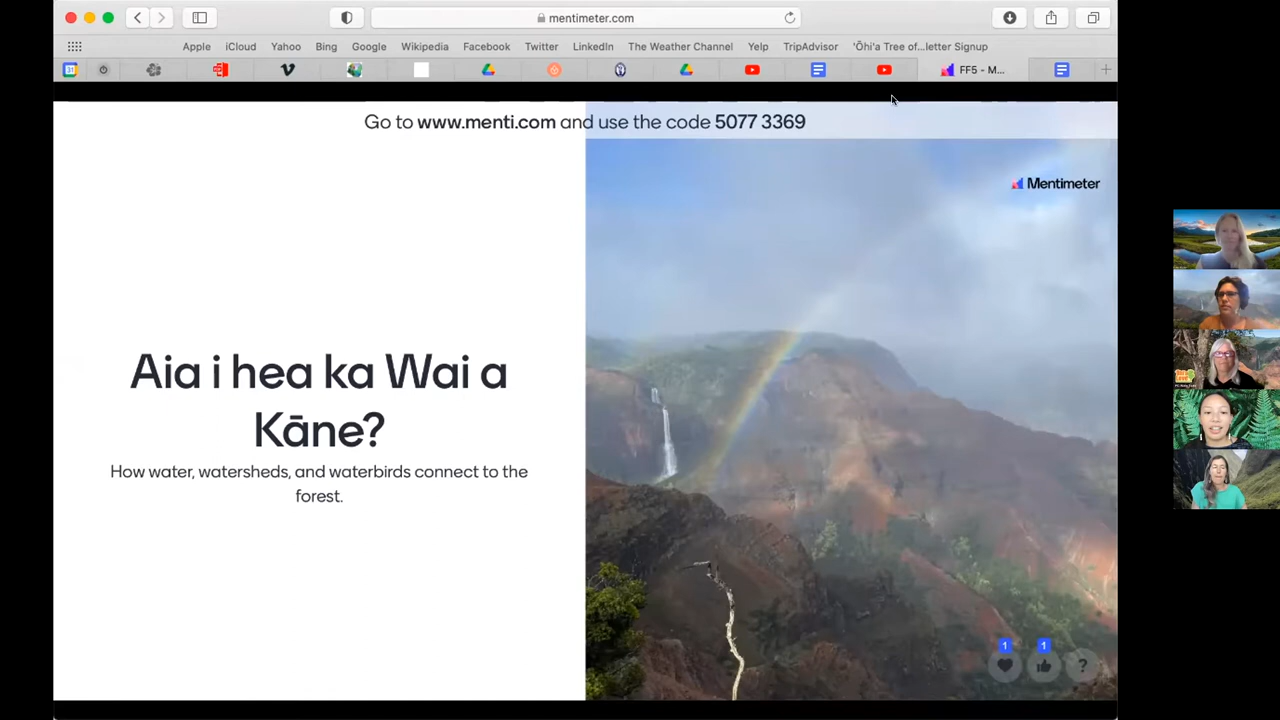 mentimeter.com
Apple iCloud Yahoo Bing Google Wikipedia Facebook Twitter LinkedIn The Weather Channel Yelp TripAdvisor 'Ōhi'a Tree of...letter Signup
FF5 - M...
Go to www.menti.com and use the code 5077 3369
Mentimeter
Aia i hea ka Wai a
Kāne?
How water, watersheds, and waterbirds connect to the
forest.
1 1
?